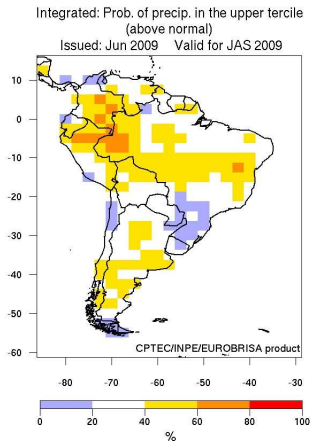 Integrated: Prob. of precip. in the upper tercile
(above normal)
Issued: Jun 2009 Valid for JAS 2009
10
0
-10
-20
-30
-40
-50
-60
CPTEC/INPE/EUROBRISA product
-80 -70 -60 -50 -40 -30
0 20 40 60 80 100
%